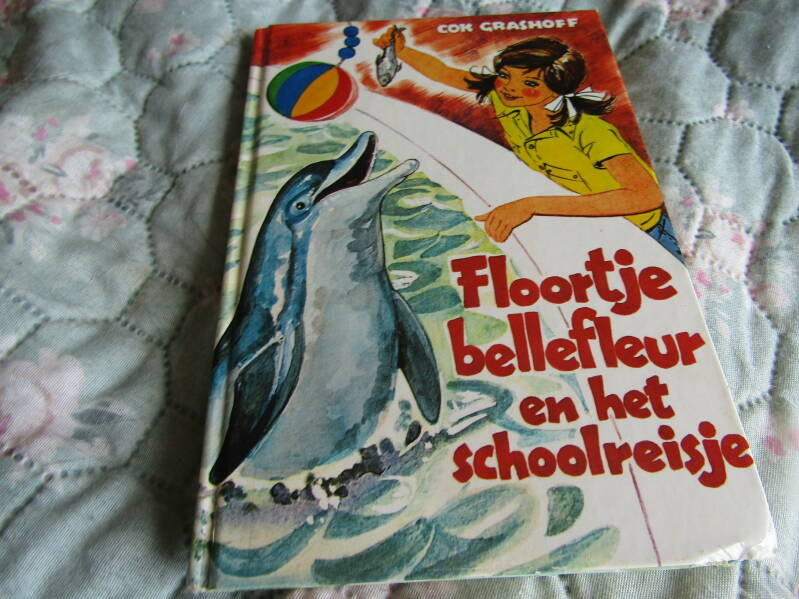 COK GRASHOFF
Floortje
bellefleur
en het
schoolreisje